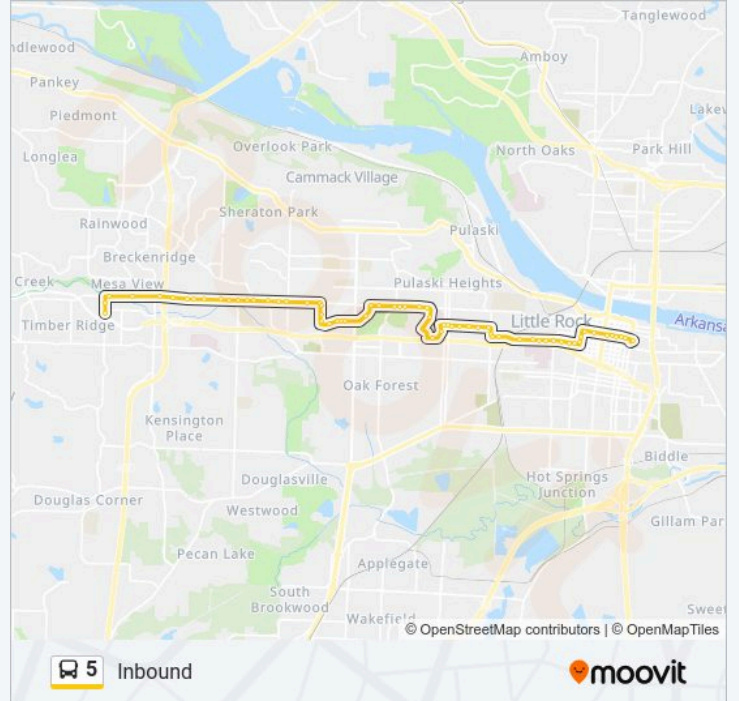 Tanglewood
ndlewood
Amboy
Pankey
Piedmont
Lakew
Overlook Park
North Oaks
Park Hill
Longlea
Cammack Village
Sheraton Park
Rainwood
Pulaski
Breckenridge
Creek
Mesa View
Pulaski Heights
Little Rock
Arkansa
Timber Ridge
Oak Forest
Kensington
Place
Biddle
Douglasville
Hot Springs
Junction
Douglas Corner
Westwood
Gillam Par
Pecan Lake
Applegate
South
Brookwood
Wakefield
Sweet
© OpenStreetMap contributors | © OpenMapTiles
5 Inbound
moovit